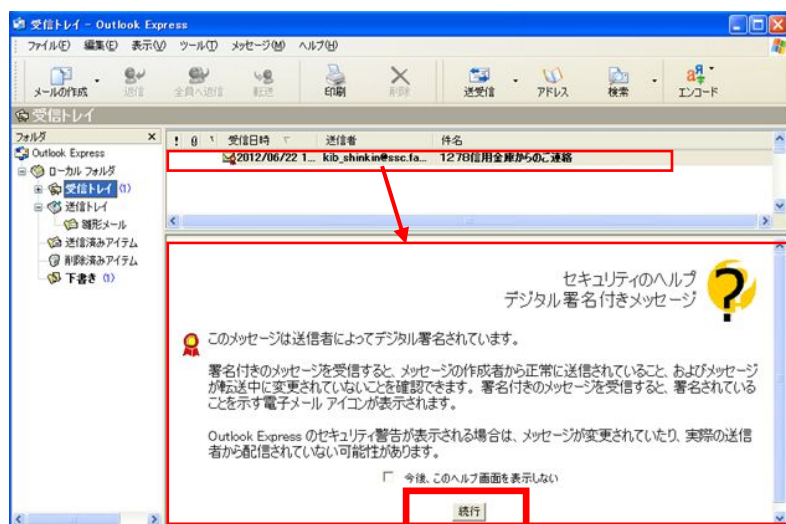 受信トレイ - Outlook Express
ファイル(F) 編集(E) 表示(V) ツール(T) メッセージ(M) ヘルプ(H)
メールの作成 返信 全員へ返信 転送 印刷 削除 送受信 アドレス 検索 エンコード
受信トレイ
フォルダ ×
! 受信日時 送信者 件名
Outlook Express
2012/06/22 1... kib_shinkin@ssc.fa... 1278信用金庫からのご連絡
ローカル フォルダ
受信トレイ (1)
送信トレイ
雛形メール
送信済みアイテム
削除済みアイテム
下書き (1)
セキュリティのヘルプ
デジタル署名付きメッセージ
このメッセージは送信者によってデジタル署名されています。
署名付きのメッセージを受信すると、メッセージの作成者から正常に送信されていること、およびメッセージ
が転送中に変更されていないことを確認できます。署名付きのメッセージを受信すると、署名されている
ことを示す電子メール アイコンが表示されます。
Outlook Express のセキュリティ警告が表示される場合は、メッセージが変更されていたり、実際の送信
者から配信されていない可能性があります。
今後、このヘルプ画面を表示しない
続行